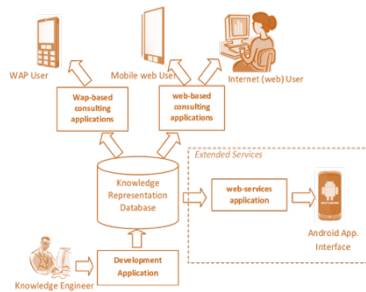 WAP User
Mobile web User
Internet (web) User
Wap-based
consulting
applications
web-based
consulting
applications
Extended Services
Knowledge
Representation
Database
web-services
application
Android App.
Interface
Development
Application
Knowledge Engineer